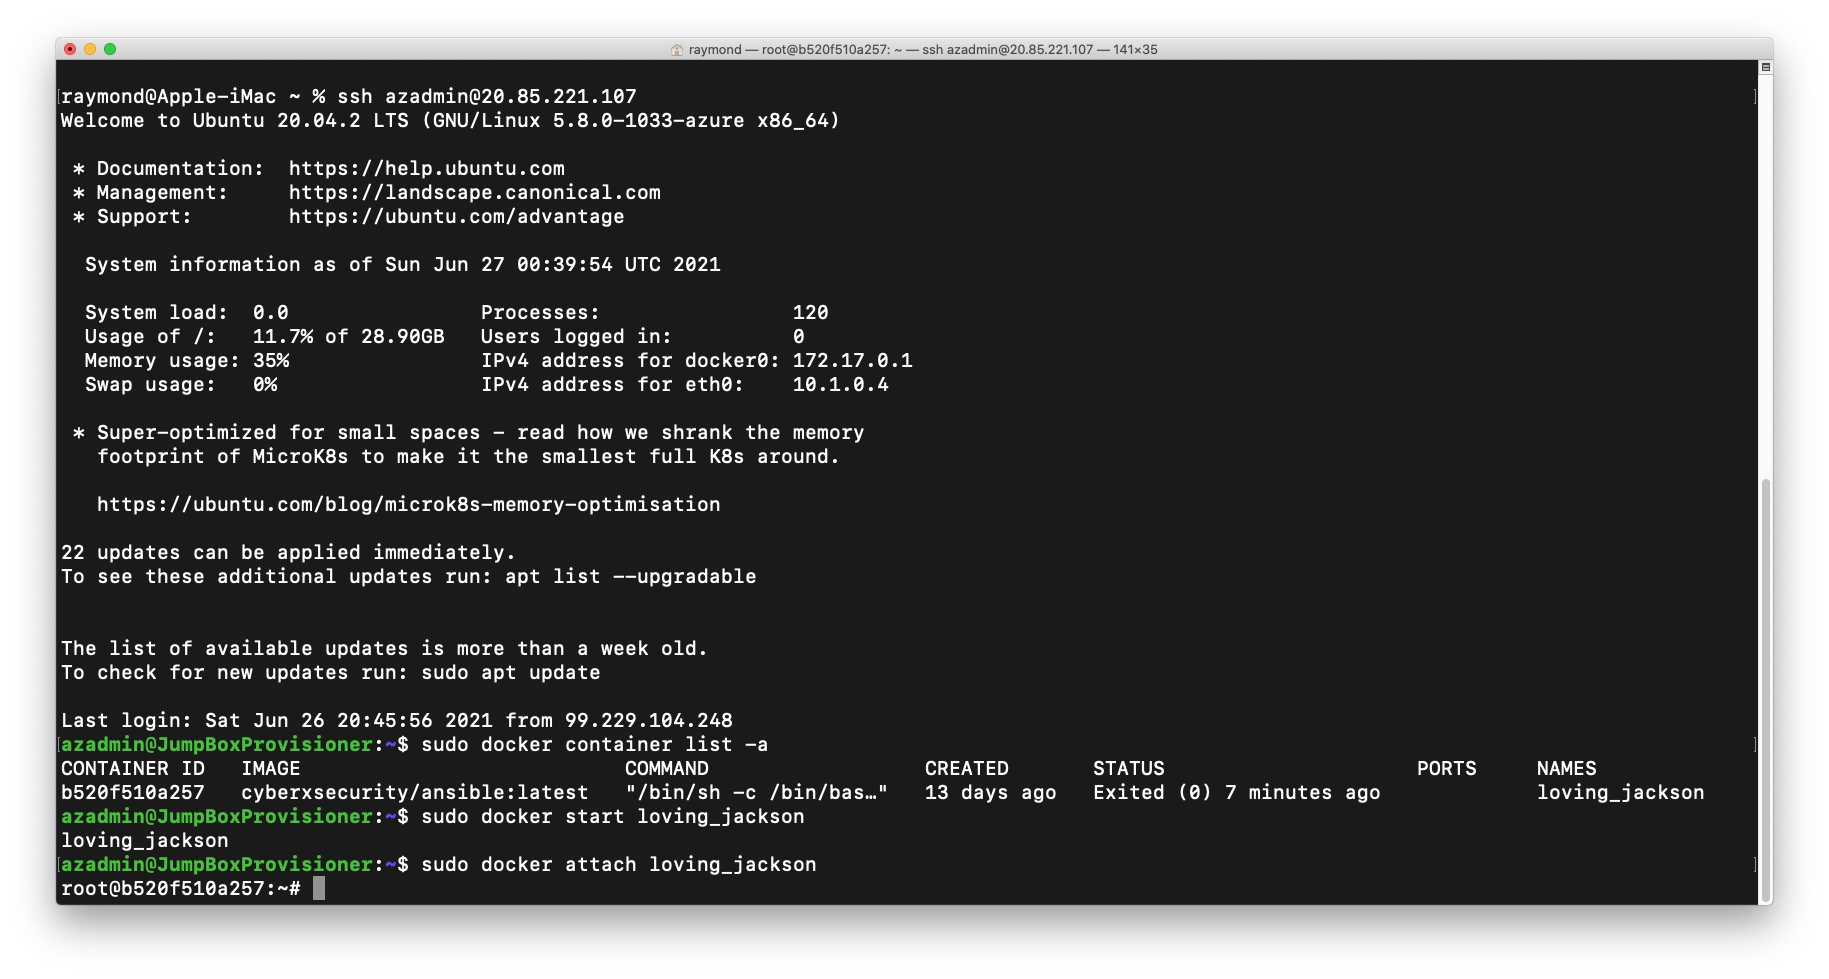 raymond — root@b520f510a257: ~ — ssh azadmin@20.85.221.107 — 141×35
raymond@Apple-iMac ~ % ssh azadmin@20.85.221.107
Welcome to Ubuntu 20.04.2 LTS (GNU/Linux 5.8.0-1033-azure x86_64)
* Documentation:  https://help.ubuntu.com
* Management:     https://landscape.canonical.com
* Support:        https://ubuntu.com/advantage
System information as of Sun Jun 27 00:39:54 UTC 2021
System load:  0.0                Processes:                120
Usage of /:   11.7% of 28.90GB   Users logged in:          0
Memory usage: 35%                IPv4 address for docker0: 172.17.0.1
Swap usage:   0%                 IPv4 address for eth0:    10.1.0.4
* Super-optimized for small spaces - read how we shrank the memory
footprint of MicroK8s to make it the smallest full K8s around.
https://ubuntu.com/blog/microk8s-memory-optimisation
22 updates can be applied immediately.
To see these additional updates run: apt list --upgradable
The list of available updates is more than a week old.
To check for new updates run: sudo apt update
Last login: Sat Jun 26 20:45:56 2021 from 99.229.104.248
azadmin@JumpBoxProvisioner:~$ sudo docker container list -a
CONTAINER ID   IMAGE                           COMMAND                  CREATED       STATUS                     PORTS     NAMES
b520f510a257   cyberxsecurity/ansible:latest   "/bin/sh -c /bin/bas…"   13 days ago   Exited (0) 7 minutes ago             loving_jackson
azadmin@JumpBoxProvisioner:~$ sudo docker start loving_jackson
loving_jackson
azadmin@JumpBoxProvisioner:~$ sudo docker attach loving_jackson
root@b520f510a257:~#